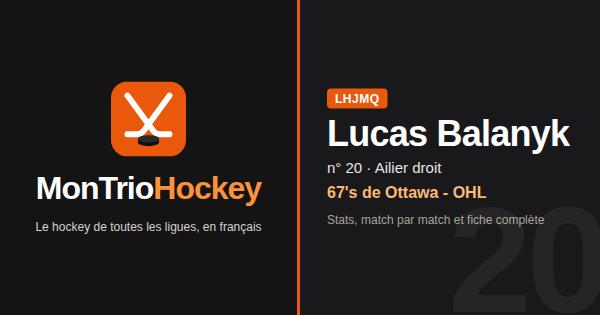 MonTrioHockey
Le hockey de toutes les ligues, en français
LHJMQ
Lucas Balanyk
n° 20 · Ailier droit
67's de Ottawa - OHL
Stats, match par match et fiche complète
20